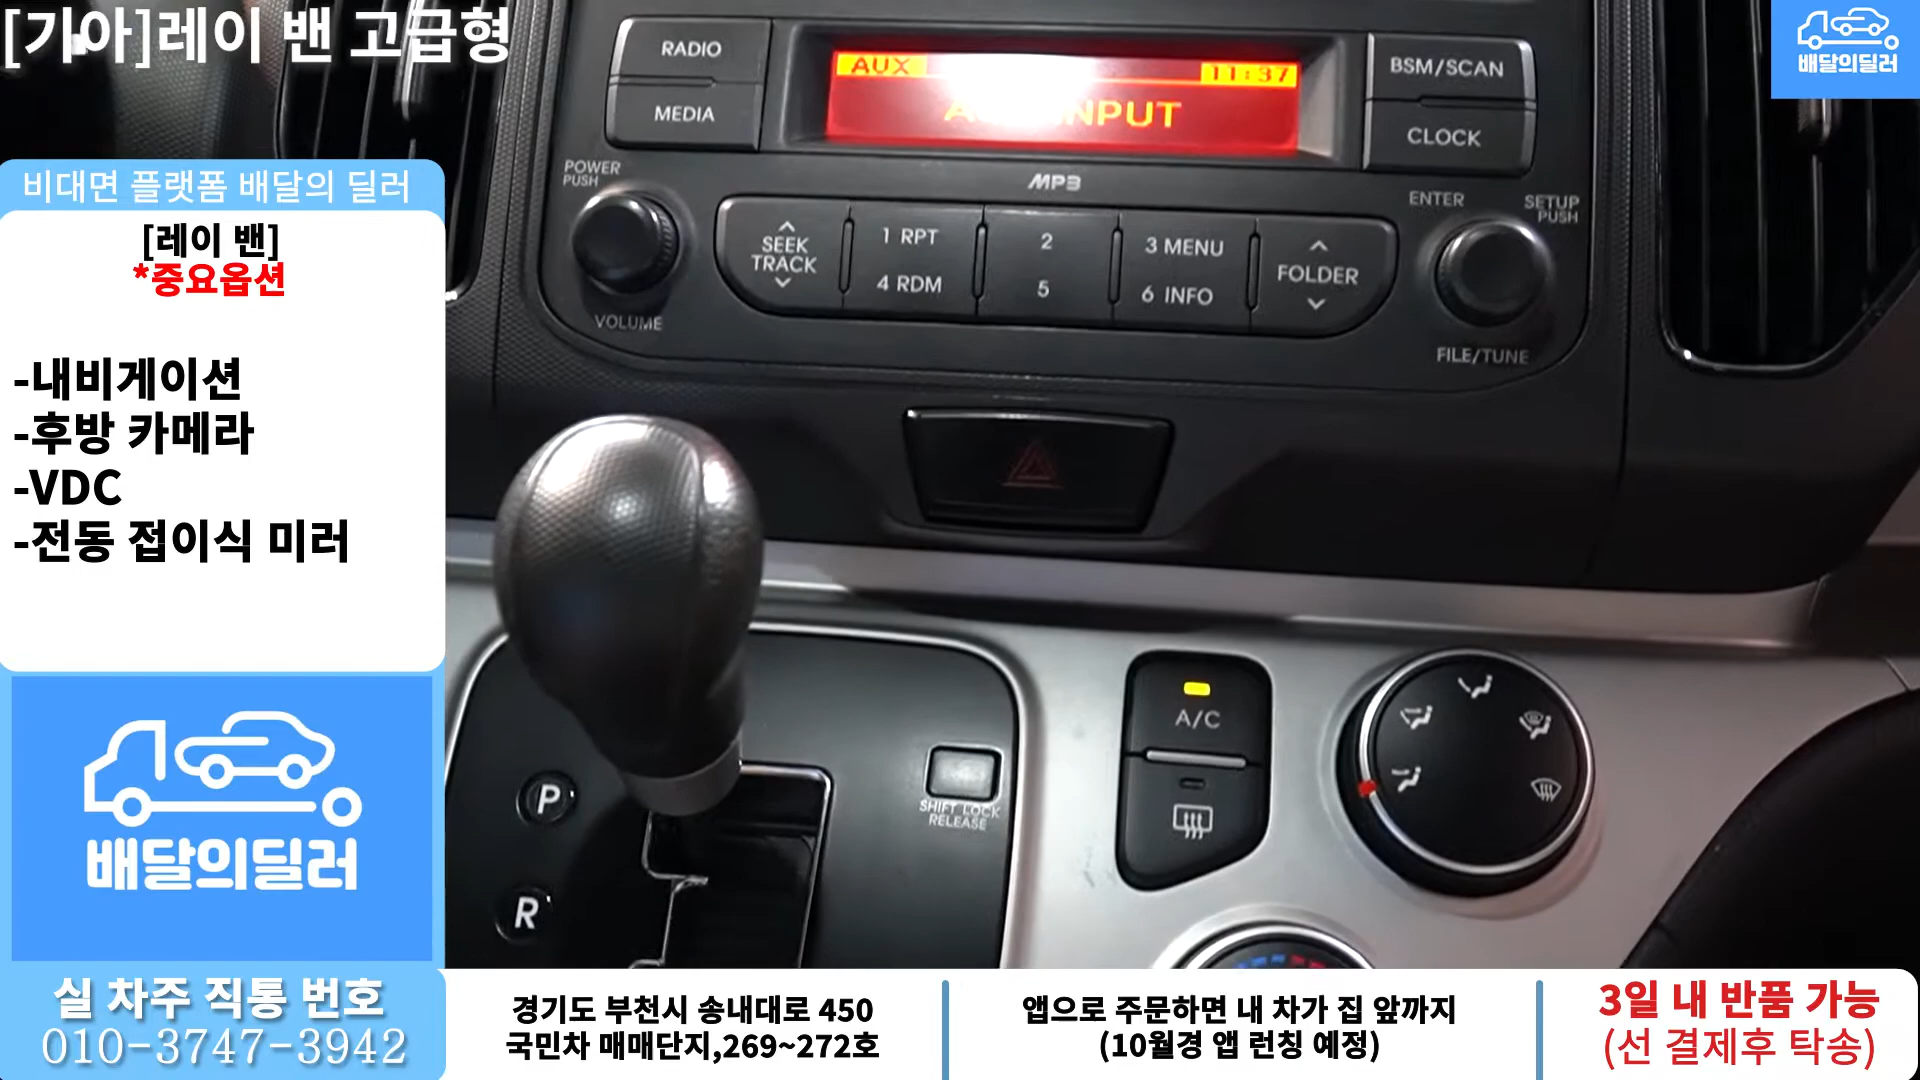 [기아]레이 밴 고급형
배달의딜러
비대면 플랫폼 배달의 딜러
[레이 밴]
*중요옵션
-내비게이션
-후방 카메라
-VDC
-전동 접이식 미러
배달의딜러
실 차주 직통 번호
010-3747-3942
RADIO
MEDIA
AUX
11:37
INPUT
BSM/SCAN
CLOCK
MP3
POWER
PUSH
VOLUME
SEEK
TRACK
1 RPT
2
3 MENU
4 RDM
5
6 INFO
FOLDER
ENTER
SETUP
PUSH
FILE/TUNE
A/C
P
R
SHIFT LOCK
RELEASE
경기도 부천시 송내대로 450
국민차 매매단지,269~272호
앱으로 주문하면 내 차가 집 앞까지
(10월경 앱 런칭 예정)
3일 내 반품 가능
(선 결제후 탁송)